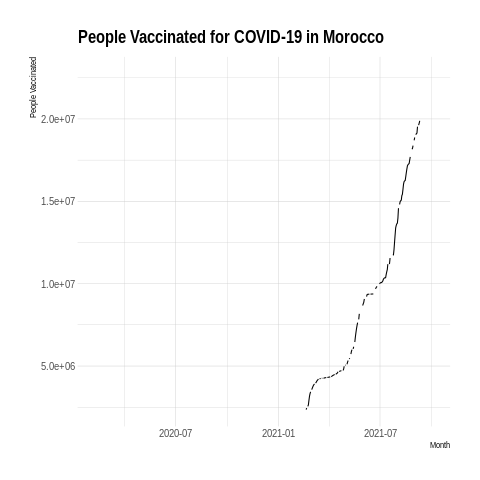 People Vaccinated for COVID-19 in Morocco
People Vaccinated
2.0e+07
1.5e+07
1.0e+07
5.0e+06
2020-07 2021-01 2021-07
Month